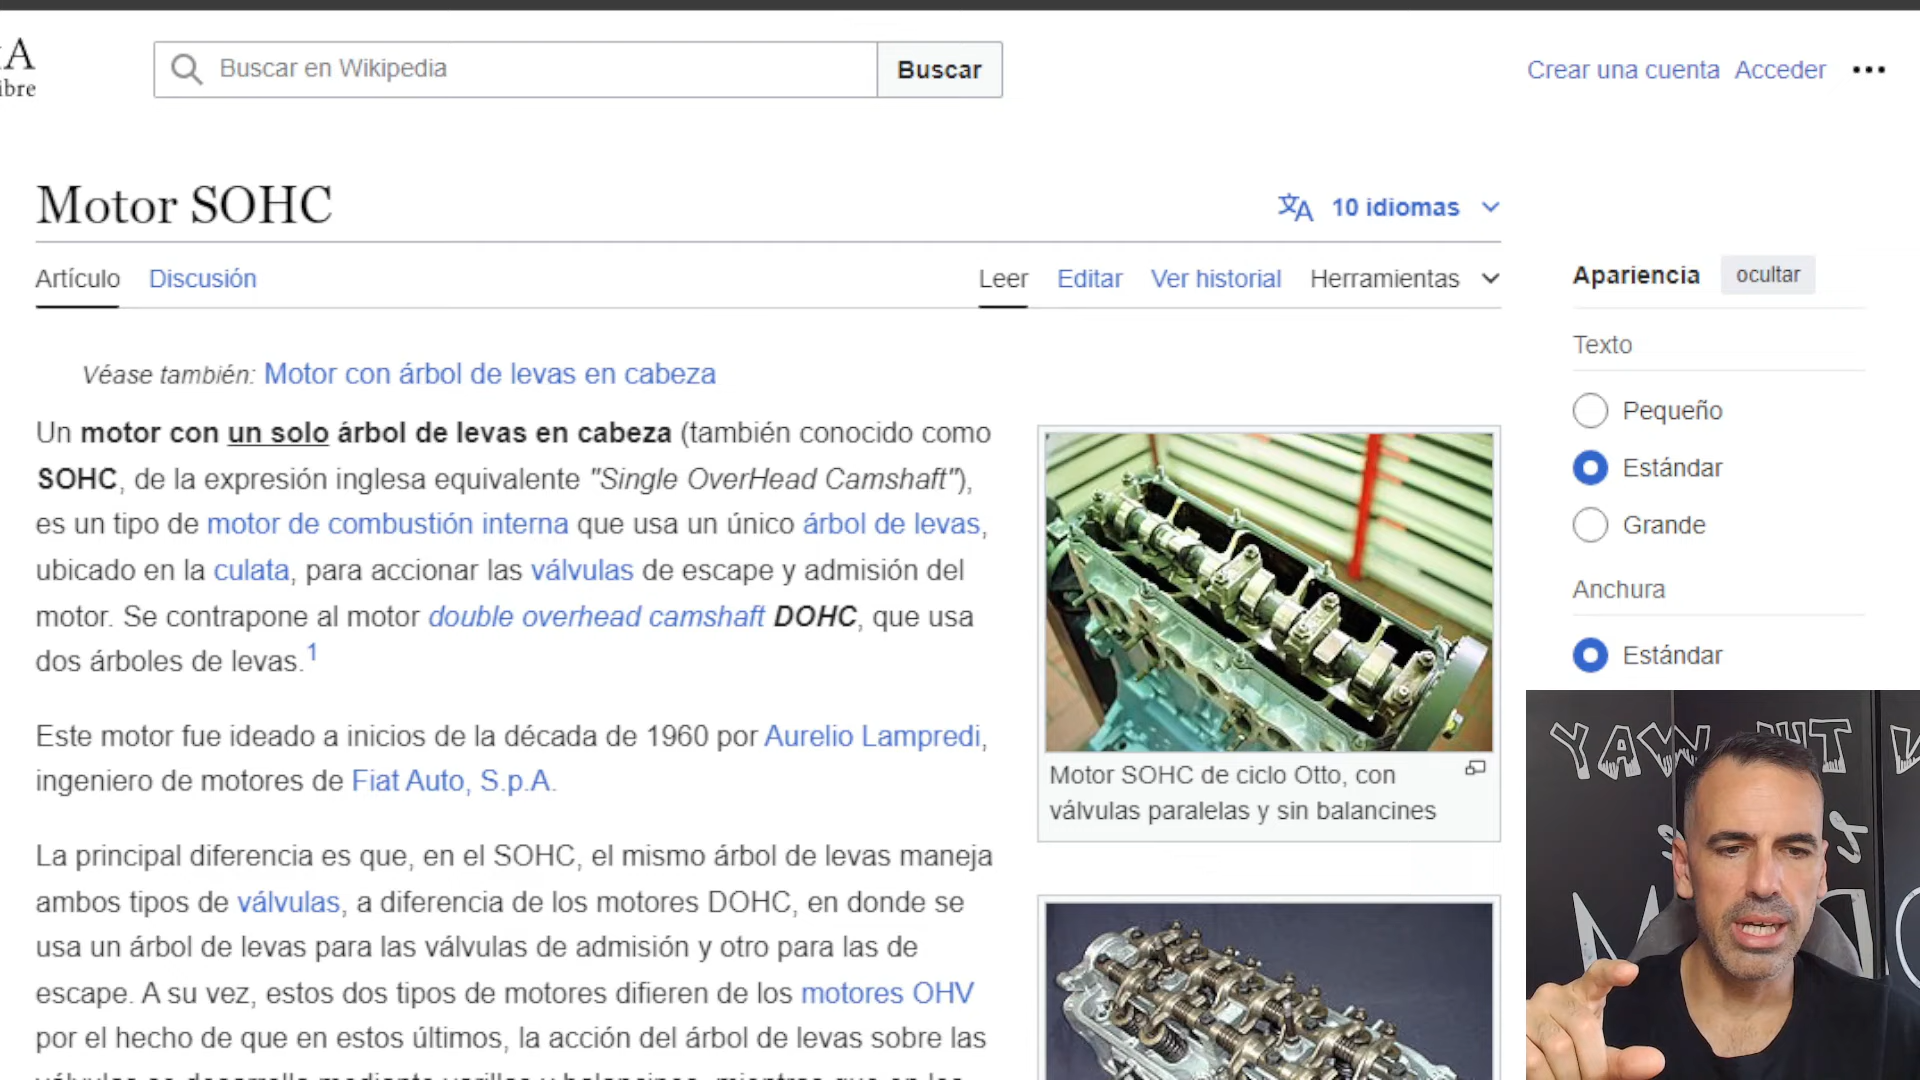 Buscar en Wikipedia
Buscar
Crear una cuenta Acceder
Motor SOHC
10 idiomas
Artículo Discusión
Leer Editar Ver historial Herramientas
Véase también: Motor con árbol de levas en cabeza
Un motor con un solo árbol de levas en cabeza (también conocido como
SOHC, de la expresión inglesa equivalente "Single OverHead Camshaft"),
es un tipo de motor de combustión interna que usa un único árbol de levas,
ubicado en la culata, para accionar las válvulas de escape y admisión del
motor. Se contrapone al motor double overhead camshaft DOHC, que usa
dos árboles de levas.1
Este motor fue ideado a inicios de la década de 1960 por Aurelio Lampredi,
ingeniero de motores de Fiat Auto, S.p.A.
La principal diferencia es que, en el SOHC, el mismo árbol de levas maneja
ambos tipos de válvulas, a diferencia de los motores DOHC, en donde se
usa un árbol de levas para las válvulas de admisión y otro para las de
escape. A su vez, estos dos tipos de motores difieren de los motores OHV
por el hecho de que en estos últimos, la acción del árbol de levas sobre las
Motor SOHC de ciclo Otto, con
válvulas paralelas y sin balancines
Apariencia ocultar
Texto
Pequeño
Estándar
Grande
Anchura
Estándar